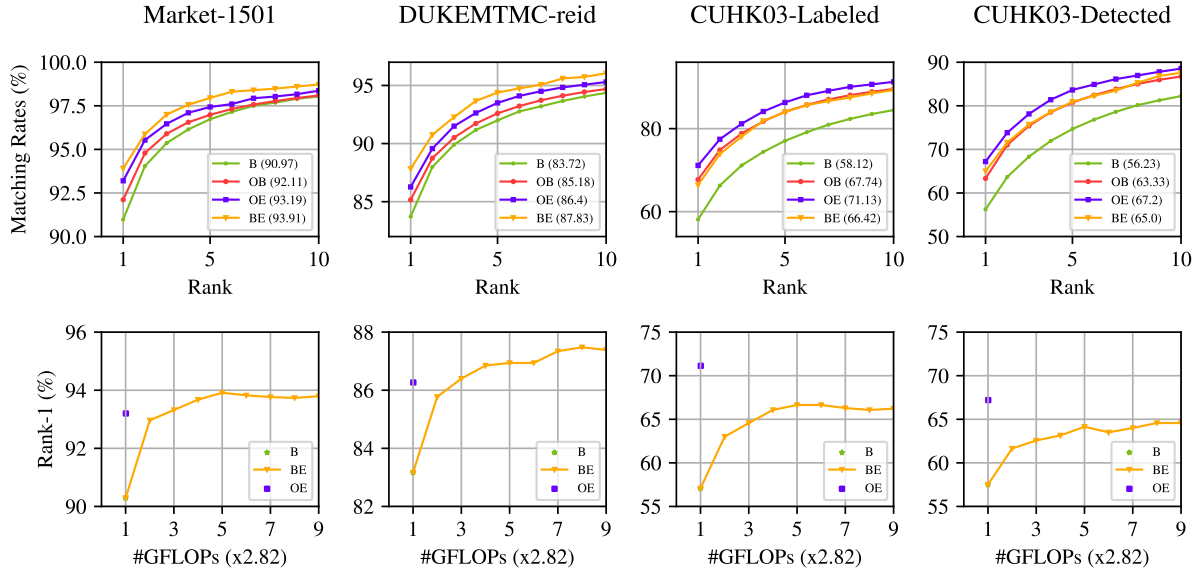 Market-1501
DUKEMTMC-reid
CUHK03-Labeled
CUHK03-Detected
Matching Rates (%)
100.0
97.5
95.0
92.5
90.0
B (90.97)
OB (92.11)
OE (93.19)
BE (93.91)
1
5
10
Rank
95
90
85
B (83.72)
OB (85.18)
OE (86.4)
BE (87.83)
1
5
10
Rank
80
60
B (58.12)
OB (67.74)
OE (71.13)
BE (66.42)
1
5
10
Rank
90
80
70
60
50
B (56.23)
OB (63.33)
OE (67.2)
BE (65.0)
1
5
10
Rank
Rank-1 (%)
96
94
92
90
B
BE
OE
1
3
5
7
9
#GFLOPs (x2.82)
88
86
84
82
B
BE
OE
1
3
5
7
9
#GFLOPs (x2.82)
75
70
65
60
55
B
BE
OE
1
3
5
7
9
#GFLOPs (x2.82)
75
70
65
60
55
B
BE
OE
1
3
5
7
9
#GFLOPs (x2.82)